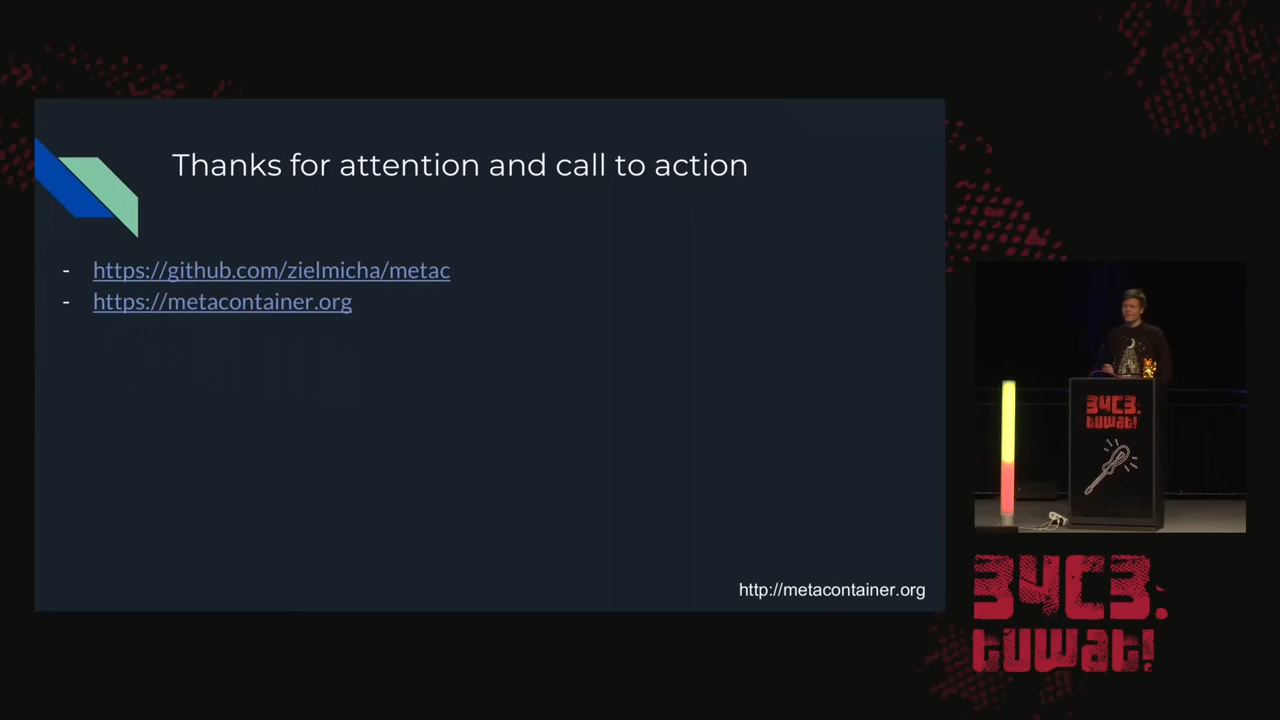 Thanks for attention and call to action
- https://github.com/zielmicha/metac
- https://metacontainer.org
http://metacontainer.org
34C3.
tuwat!
34C3.
tuwat!